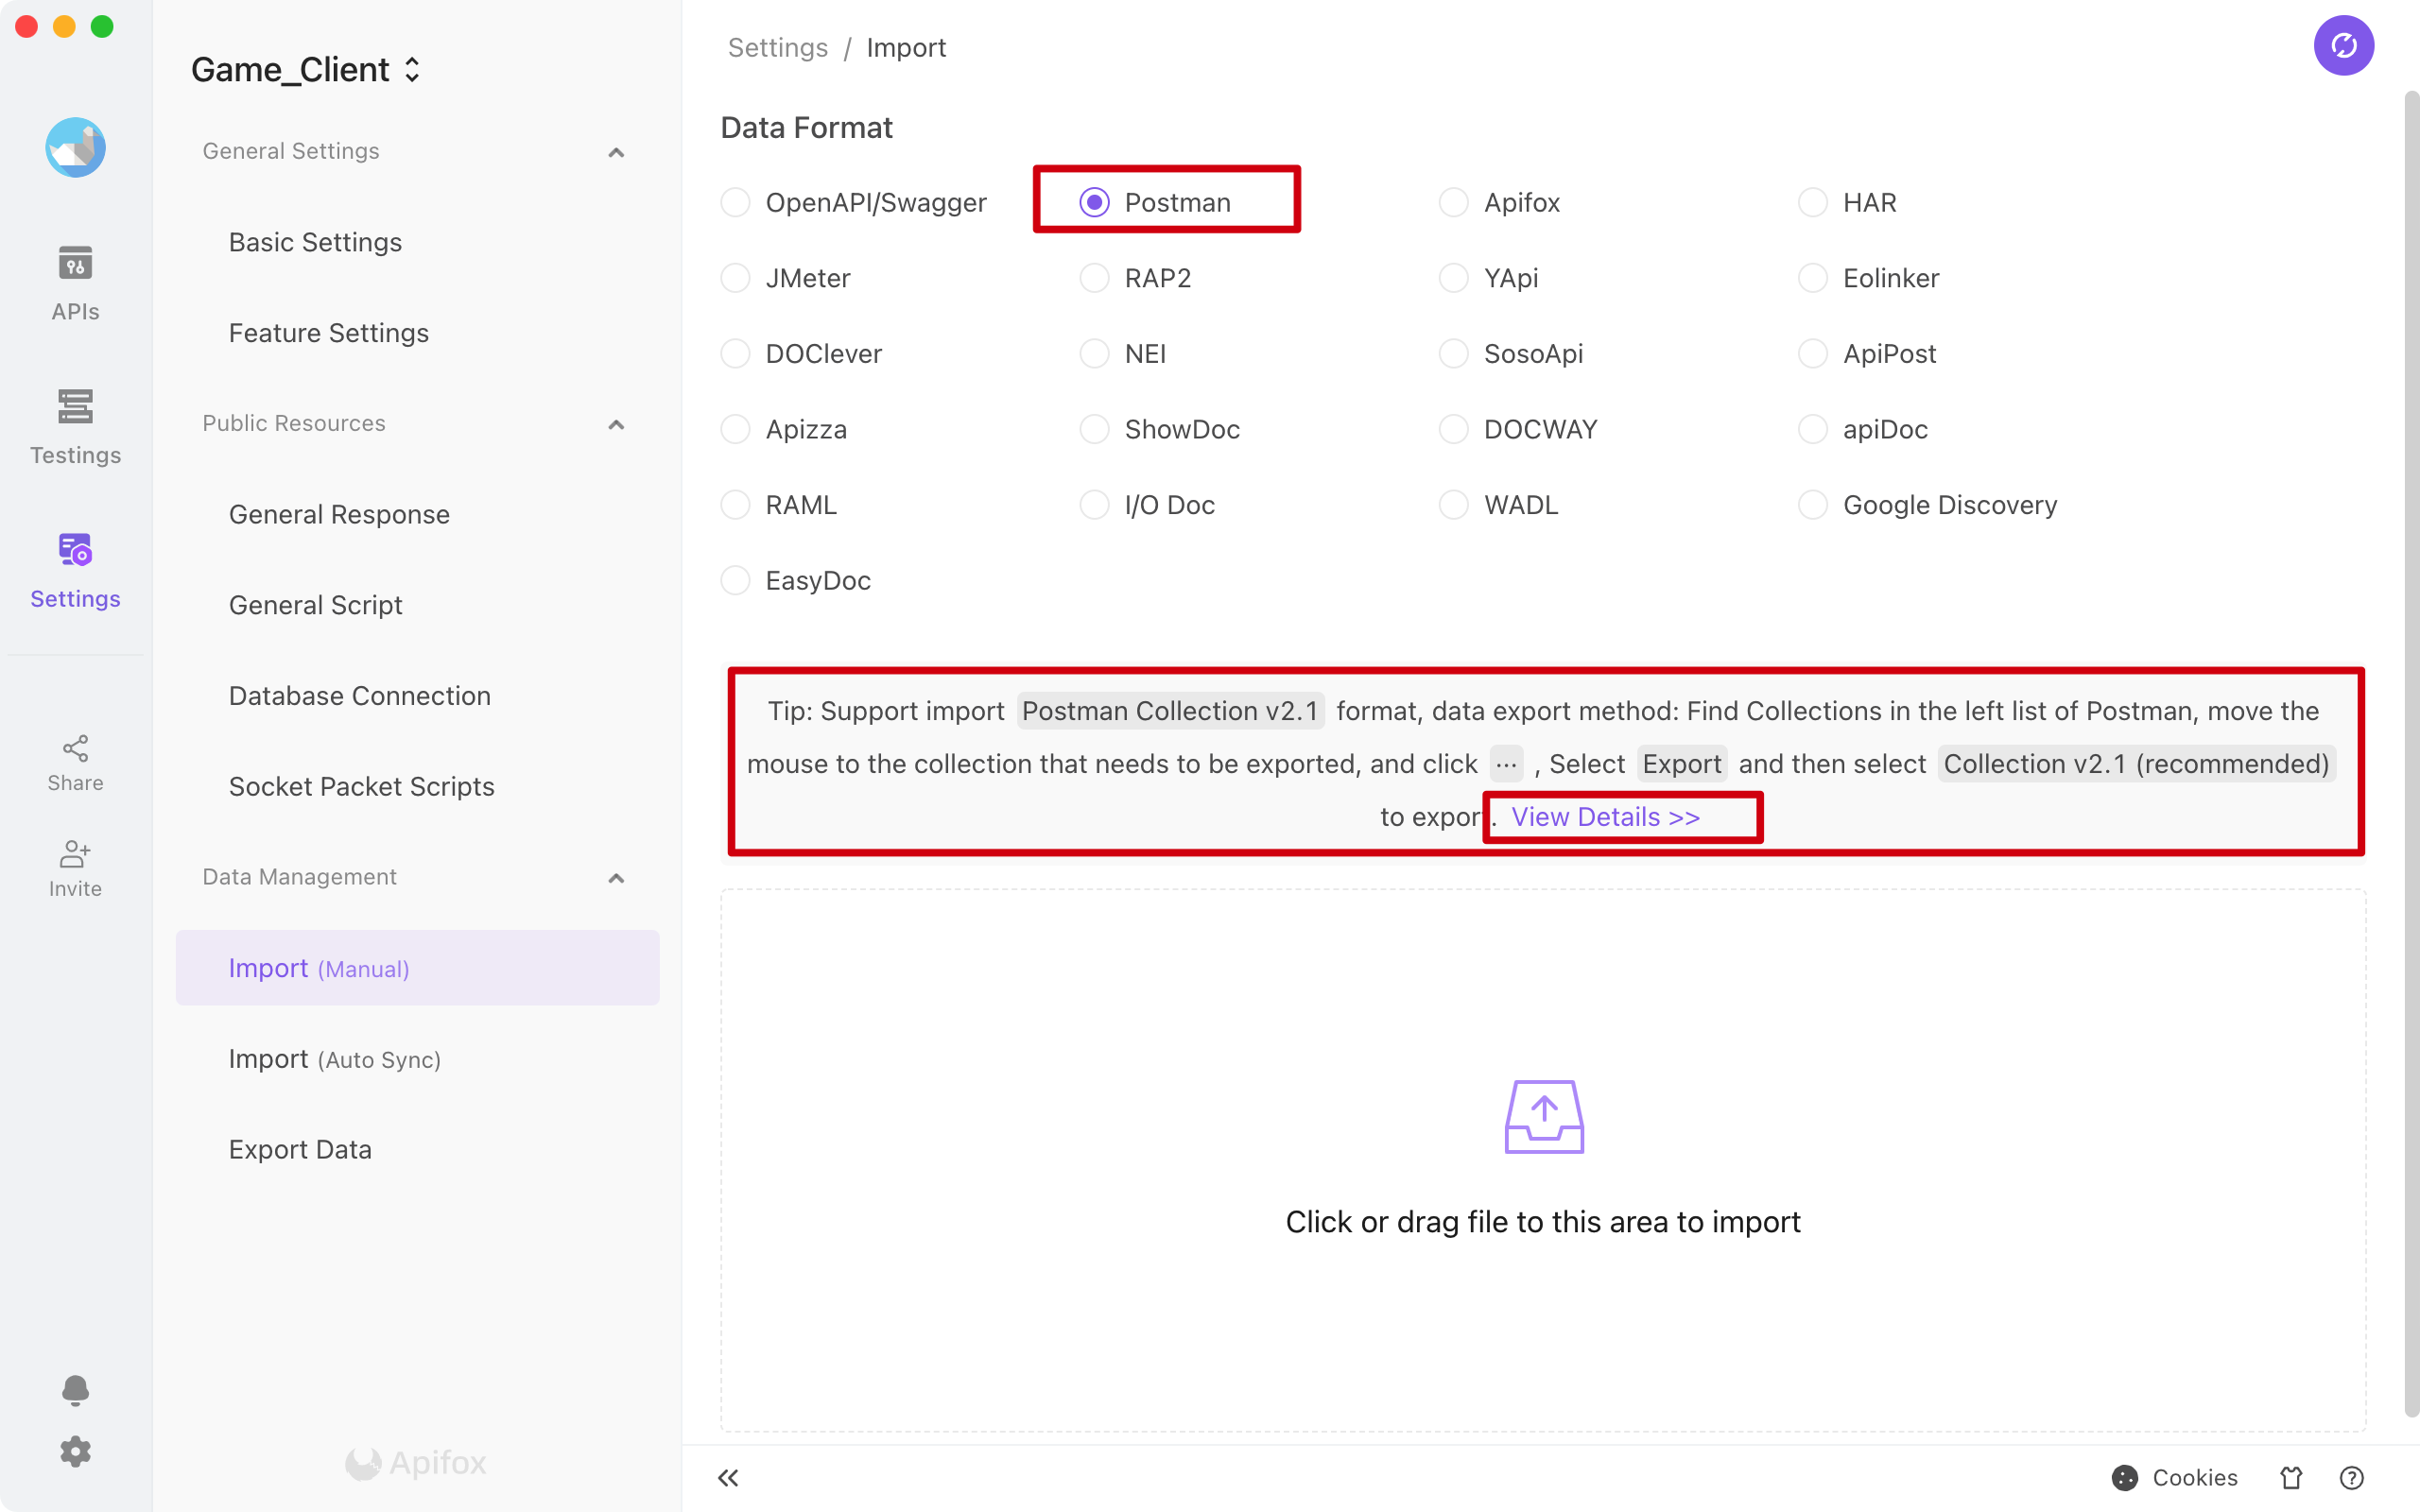 Game_Client
General Settings
Basic Settings
Feature Settings
Public Resources
General Response
General Script
Database Connection
Socket Packet Scripts
Data Management
Import (Manual)
Import (Auto Sync)
Export Data
Apifox
APIs
Testings
Settings
Share
Invite
Settings / Import
Data Format
OpenAPI/Swagger Postman Apifox HAR
JMeter RAP2 YApi Eolinker
DOClever NEI SosoApi ApiPost
Apizza ShowDoc DOCWAY apiDoc
RAML I/O Doc WADL Google Discovery
EasyDoc
Tip: Support import Postman Collection v2.1 format, data export method: Find Collections in the left list of Postman, move the
mouse to the collection that needs to be exported, and click ··· , Select Export and then select Collection v2.1 (recommended)
to export. View Details >>
Click or drag file to this area to import
Cookies